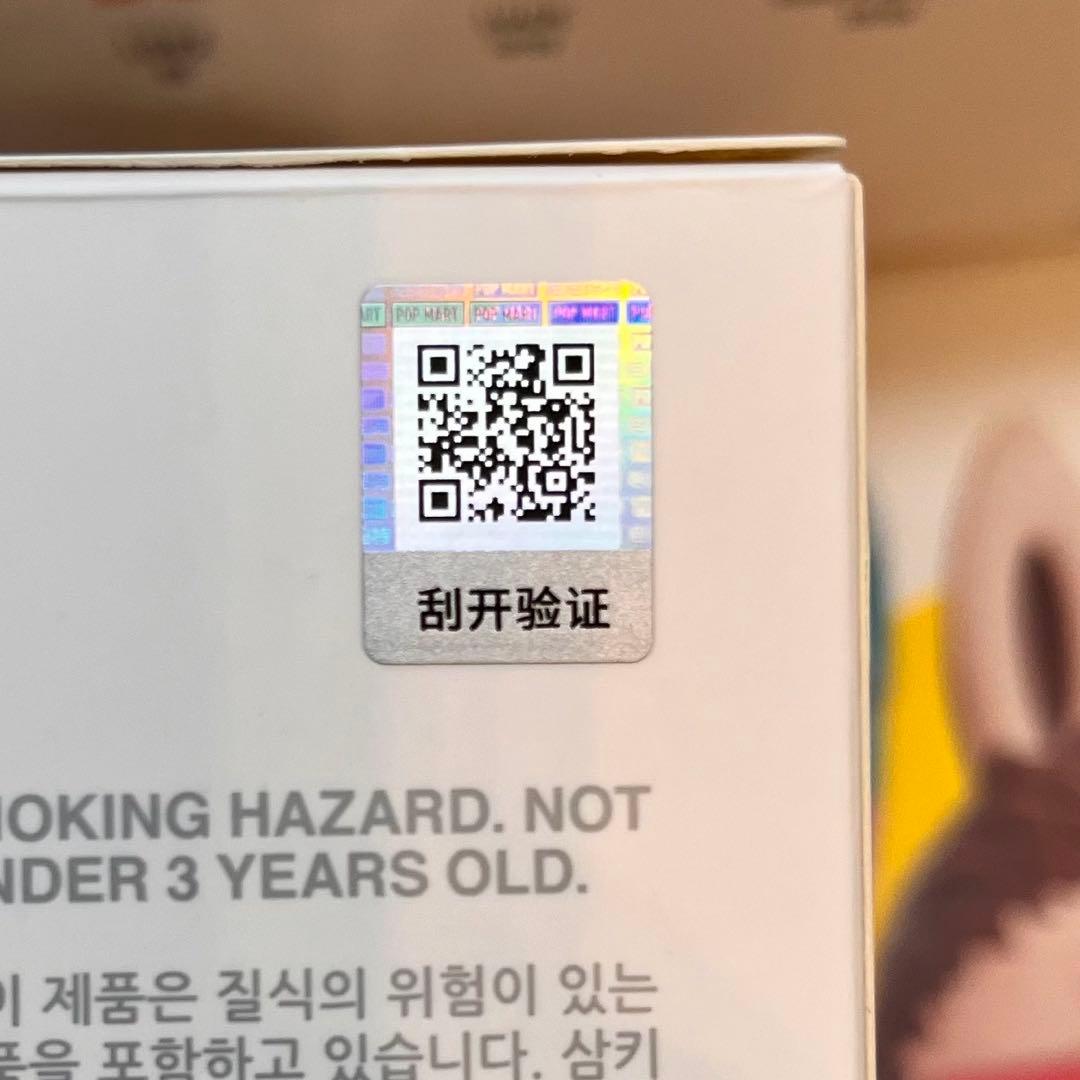 POP MART POP MART POP MART
刮开验证
HOKING HAZARD. NOT
NDER 3 YEARS OLD.
이 제품은 질식의 위험이 있는
품을 포함하고 있습니다. 삼키